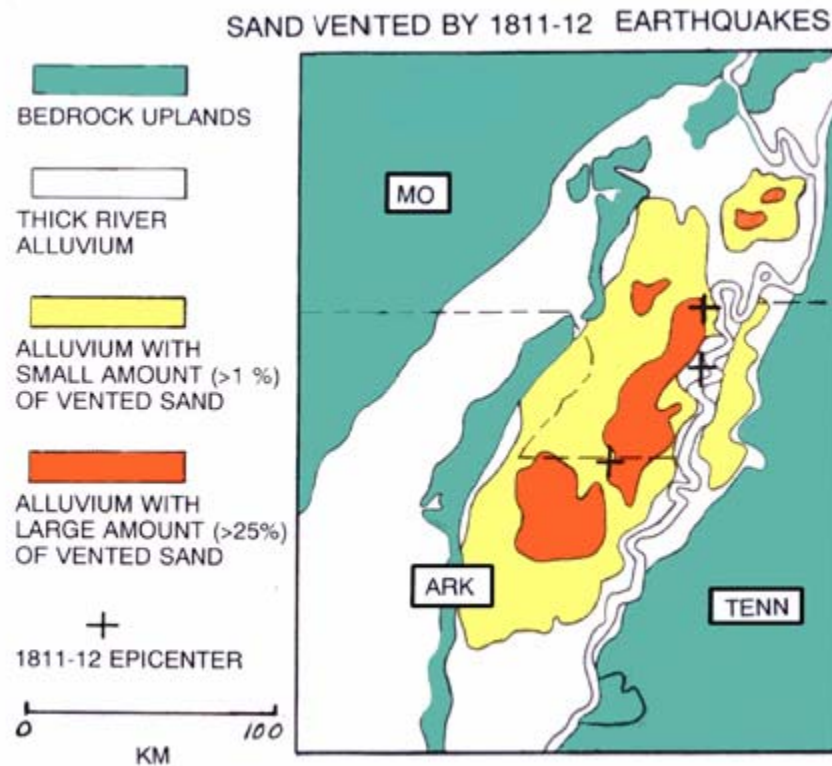 SAND VENTED BY 1811-12 EARTHQUAKES
BEDROCK UPLANDS
THICK RIVER
ALLUVIUM
ALLUVIUM WITH
SMALL AMOUNT (>1 %)
OF VENTED SAND
ALLUVIUM WITH
LARGE AMOUNT (>25%)
OF VENTED SAND
1811-12 EPICENTER
0 100
KM
MO
ARK
TENN